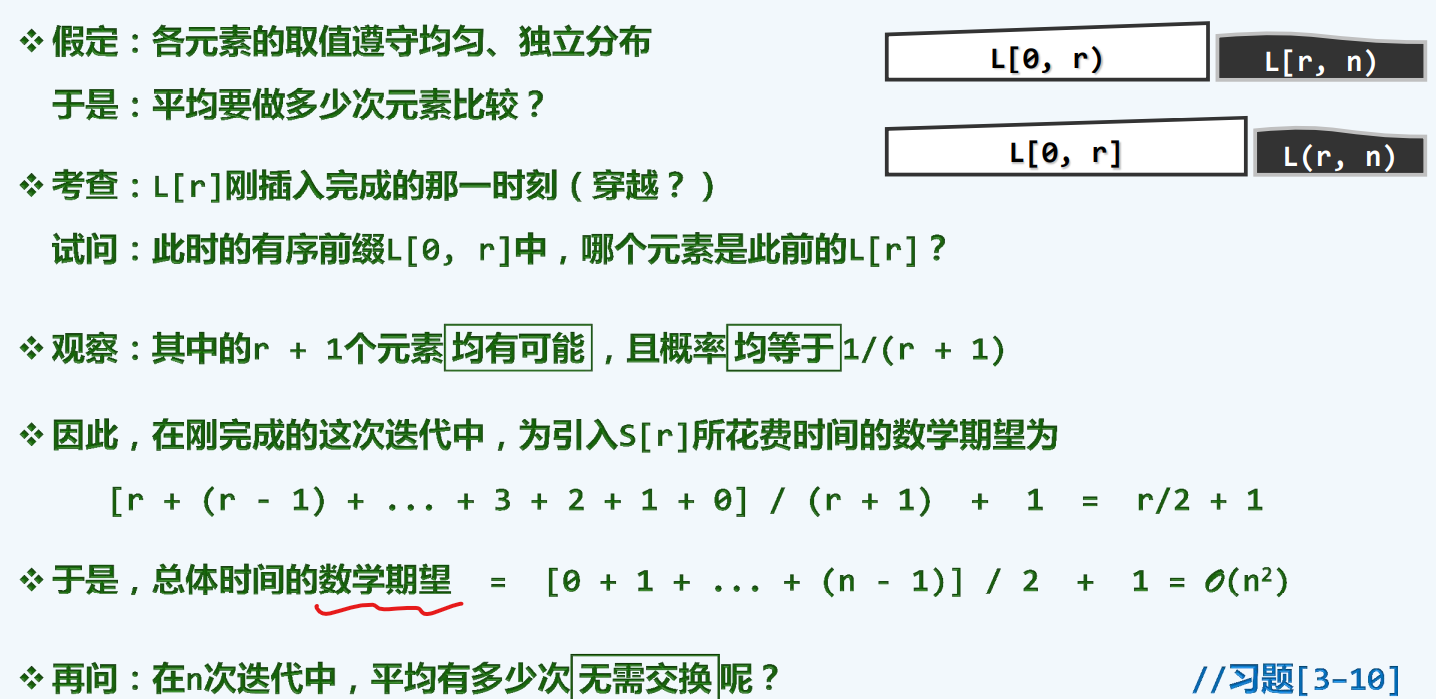 ❖ 假定：各元素的取值遵守均匀、独立分布
于是：平均要做多少次元素比较？
L[0, r)
L[r, n)
L[0, r]
L(r, n)
❖ 考查：L[r]刚插入完成的那一时刻（穿越？）
试问：此时的有序前缀L[0, r]中，哪个元素是此前的L[r]？
❖ 观察：其中的r + 1个元素均有可能，且概率均等于1/(r + 1)
❖ 因此，在刚完成的这次迭代中，为引入S[r]所花费时间的数学期望为
[r + (r - 1) + ... + 3 + 2 + 1 + 0] / (r + 1) + 1 = r/2 + 1
❖ 于是，总体时间的数学期望 = [0 + 1 + ... + (n - 1)] / 2 + 1 = O(n²)
❖ 再问：在n次迭代中，平均有多少次无需交换呢？
//习题[3-10]